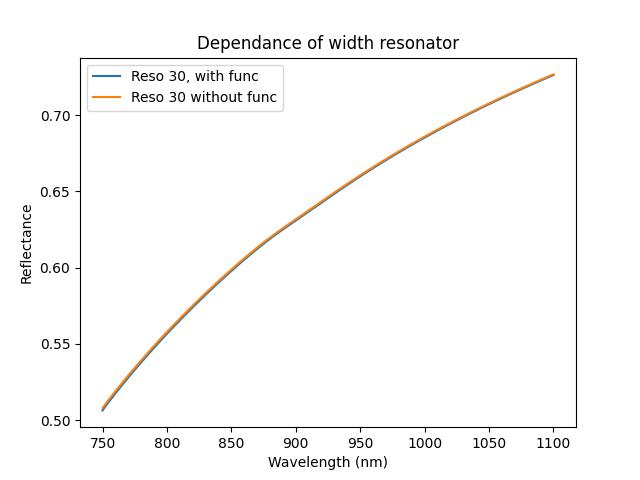 Dependance of width resonator
Reso 30, with func
Reso 30 without func
Reflectance
0.70
0.65
0.60
0.55
0.50
750 800 850 900 950 1000 1050 1100
Wavelength (nm)